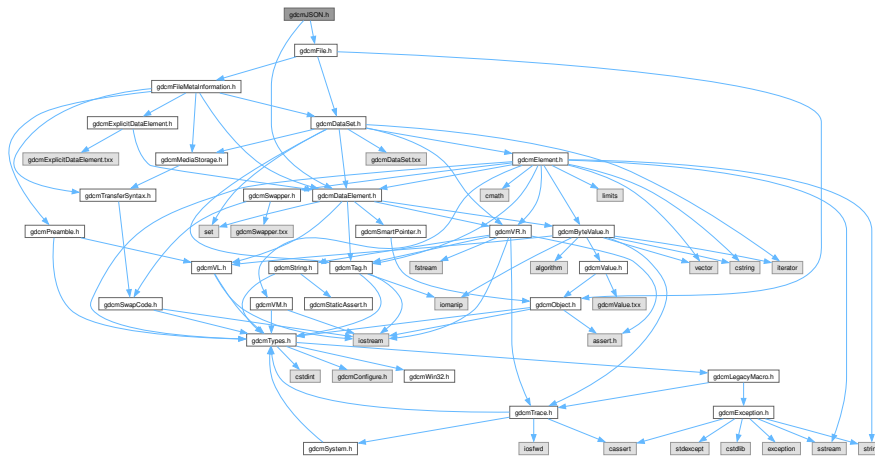 gdcmJSON.h
gdcmFile.h
gdcmFileMetaInformation.h
gdcmExplicitDataElement.h
gdcmDataSet.h
gdcmExplicitDataElement.txx
gdcmMediaStorage.h
gdcmDataSet.txx
gdcmElement.h
gdcmTransferSyntax.h
gdcmSwapper.h
gdcmDataElement.h
cmath
limits
gdcmPreamble.h
set
gdcmSwapper.txx
gdcmSmartPointer.h
gdcmVR.h
gdcmByteValue.h
gdcmVL.h
gdcmString.h
gdcmTag.h
fstream
algorithm
gdcmValue.h
vector
cstring
iterator
gdcmSwapCode.h
gdcmVM.h
gdcmStaticAssert.h
iomanip
gdcmObject.h
gdcmValue.txx
gdcmTypes.h
iostream
assert.h
cstdint
gdcmConfigure.h
gdcmWin32.h
gdcmLegacyMacro.h
gdcmTrace.h
gdcmException.h
gdcmSystem.h
iosfwd
cassert
stdexcept
cstdlib
exception
sstream